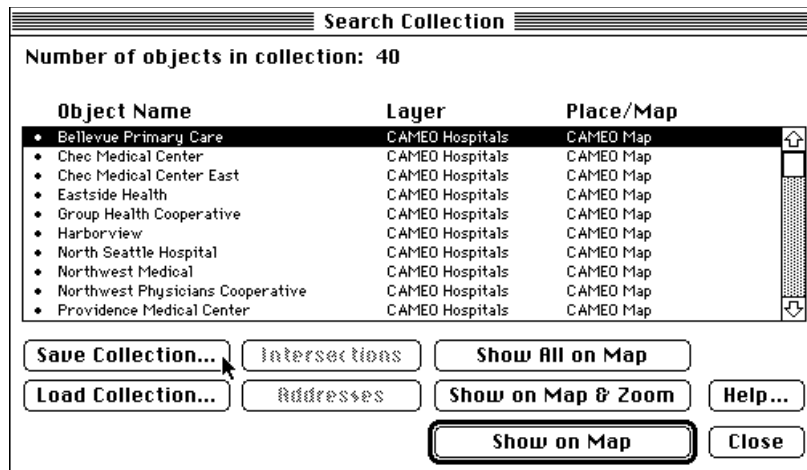 Search Collection
Number of objects in collection: 40
Object Name Layer Place/Map
• Bellevue Primary Care CAMEO Hospitals CAMEO Map
• Chec Medical Center CAMEO Hospitals CAMEO Map
• Chec Medical Center East CAMEO Hospitals CAMEO Map
• Eastside Health CAMEO Hospitals CAMEO Map
• Group Health Cooperative CAMEO Hospitals CAMEO Map
• Harborview CAMEO Hospitals CAMEO Map
• North Seattle Hospital CAMEO Hospitals CAMEO Map
• Northwest Medical CAMEO Hospitals CAMEO Map
• Northwest Physicians Cooperative CAMEO Hospitals CAMEO Map
• Providence Medical Center CAMEO Hospitals CAMEO Map
Save Collection... Intersections Show All on Map
Load Collection... Addresses Show on Map & Zoom Help...
Show on Map Close